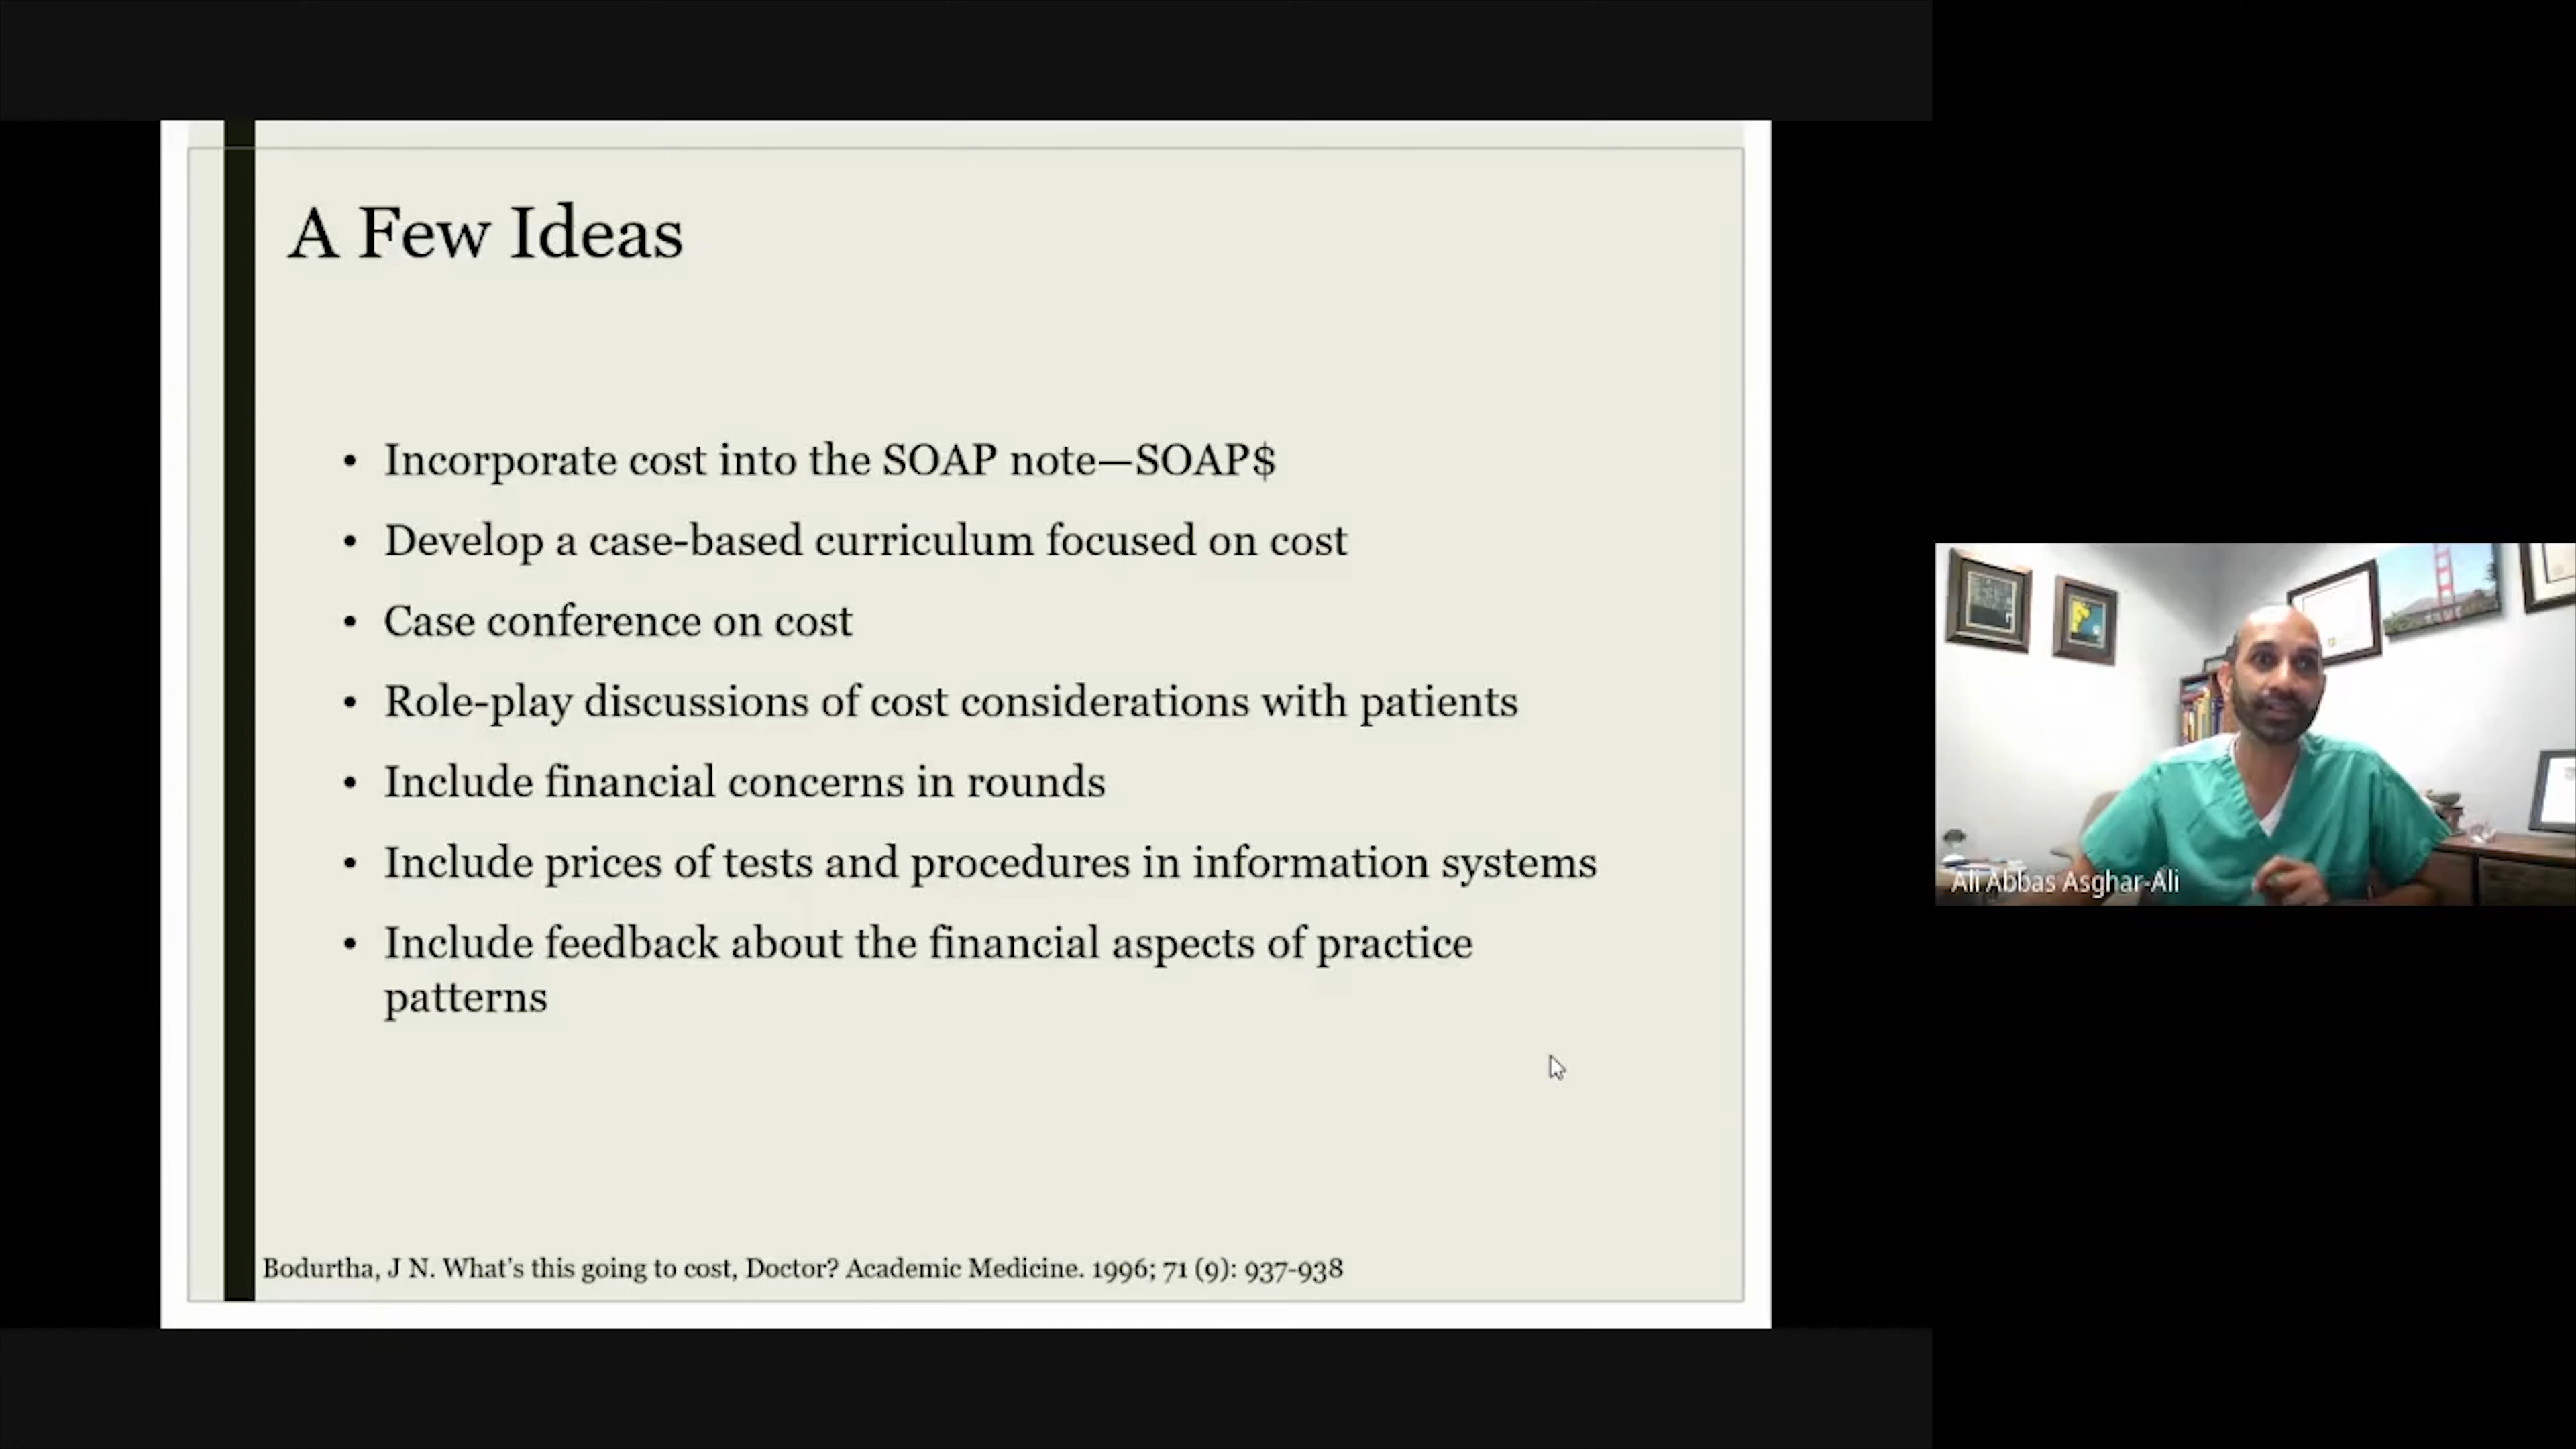 A Few Ideas
• Incorporate cost into the SOAP note—SOAP$
• Develop a case-based curriculum focused on cost
• Case conference on cost
• Role-play discussions of cost considerations with patients
• Include financial concerns in rounds
• Include prices of tests and procedures in information systems
• Include feedback about the financial aspects of practice
patterns
Bodurtha, J N. What's this going to cost, Doctor? Academic Medicine. 1996; 71 (9): 937-938
Ali Abbas Asghar-Ali